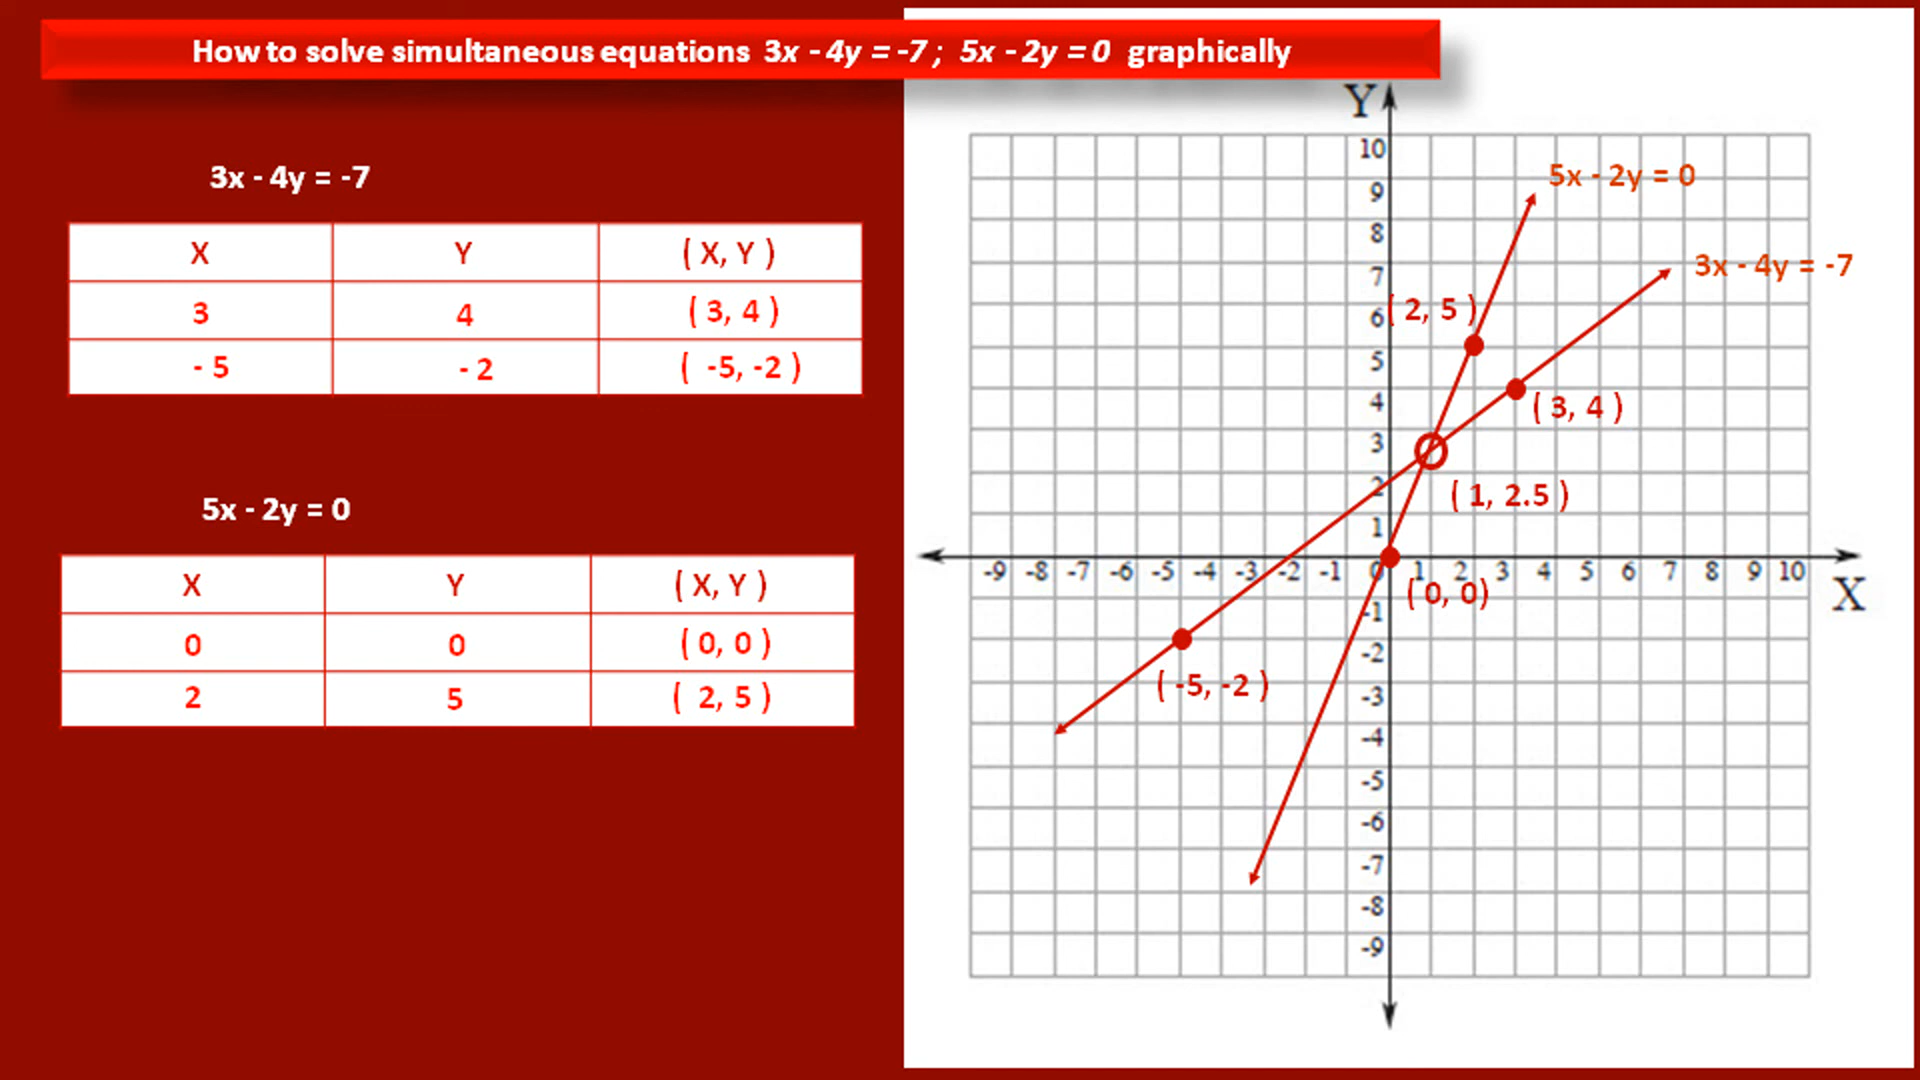 How to solve simultaneous equations 3x - 4y = -7 ; 5x - 2y = 0 graphically
3x - 4y = -7
X Y ( X, Y )
3 4 ( 3, 4 )
- 5 - 2 ( -5, -2 )
5x - 2y = 0
X Y ( X, Y )
0 0 ( 0, 0 )
2 5 ( 2, 5 )
Y
10
5x - 2y = 0
9
8
7
3x - 4y = -7
6
( 2, 5 )
5
4
( 3, 4 )
3
2
( 1, 2.5 )
1
-9 -8 -7 -6 -5 -4 -3 -2 -1 0 1 2 3 4 5 6 7 8 9 10
X
( 0, 0)
-1
-2
( -5, -2 )
-3
-4
-5
-6
-7
-8
-9